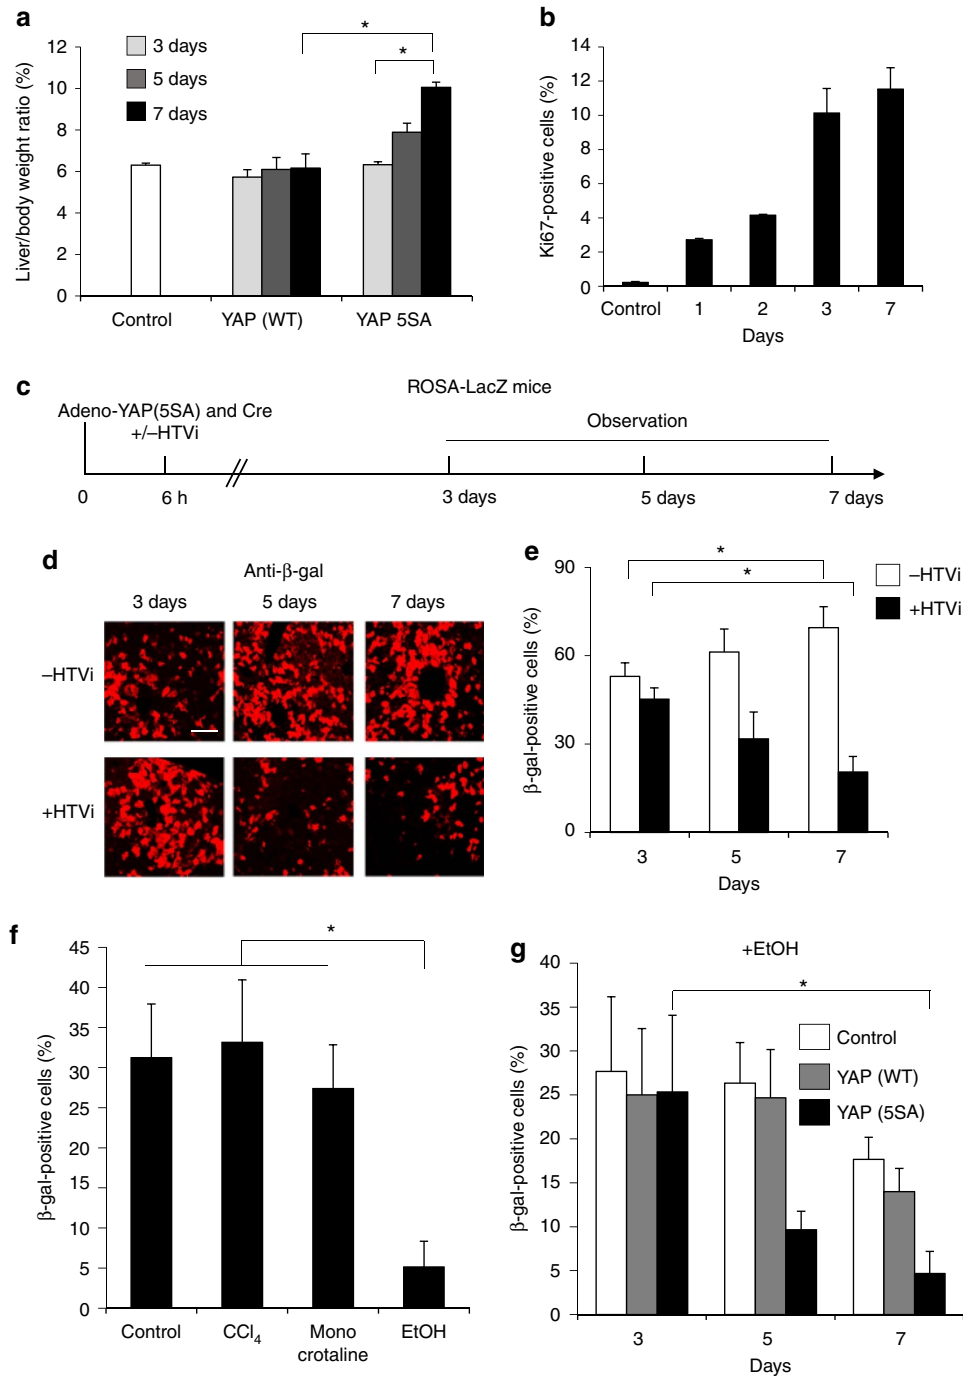 a
Liver/body weight ratio (%)
12
10
8
6
4
2
0
3 days
5 days
7 days
*
*
Control
YAP (WT)
YAP 5SA
b
Ki67-positive cells (%)
14
12
10
8
6
4
2
0
Control
1
2
3
7
Days
c
ROSA-LacZ mice
Adeno-YAP(5SA) and Cre
+/–HTVi
Observation
0
6 h
3 days
5 days
7 days
d
Anti-β-gal
3 days
5 days
7 days
–HTVi
+HTVi
e
β-gal-positive cells (%)
90
60
30
0
*
*
–HTVi
+HTVi
3
5
7
Days
f
β-gal-positive cells (%)
45
40
35
30
25
20
15
10
5
0
*
Control
CCl4
Mono
crotaline
EtOH
g
+EtOH
β-gal-positive cells (%)
40
35
30
25
20
15
10
5
0
*
Control
YAP (WT)
YAP (5SA)
3
5
7
Days